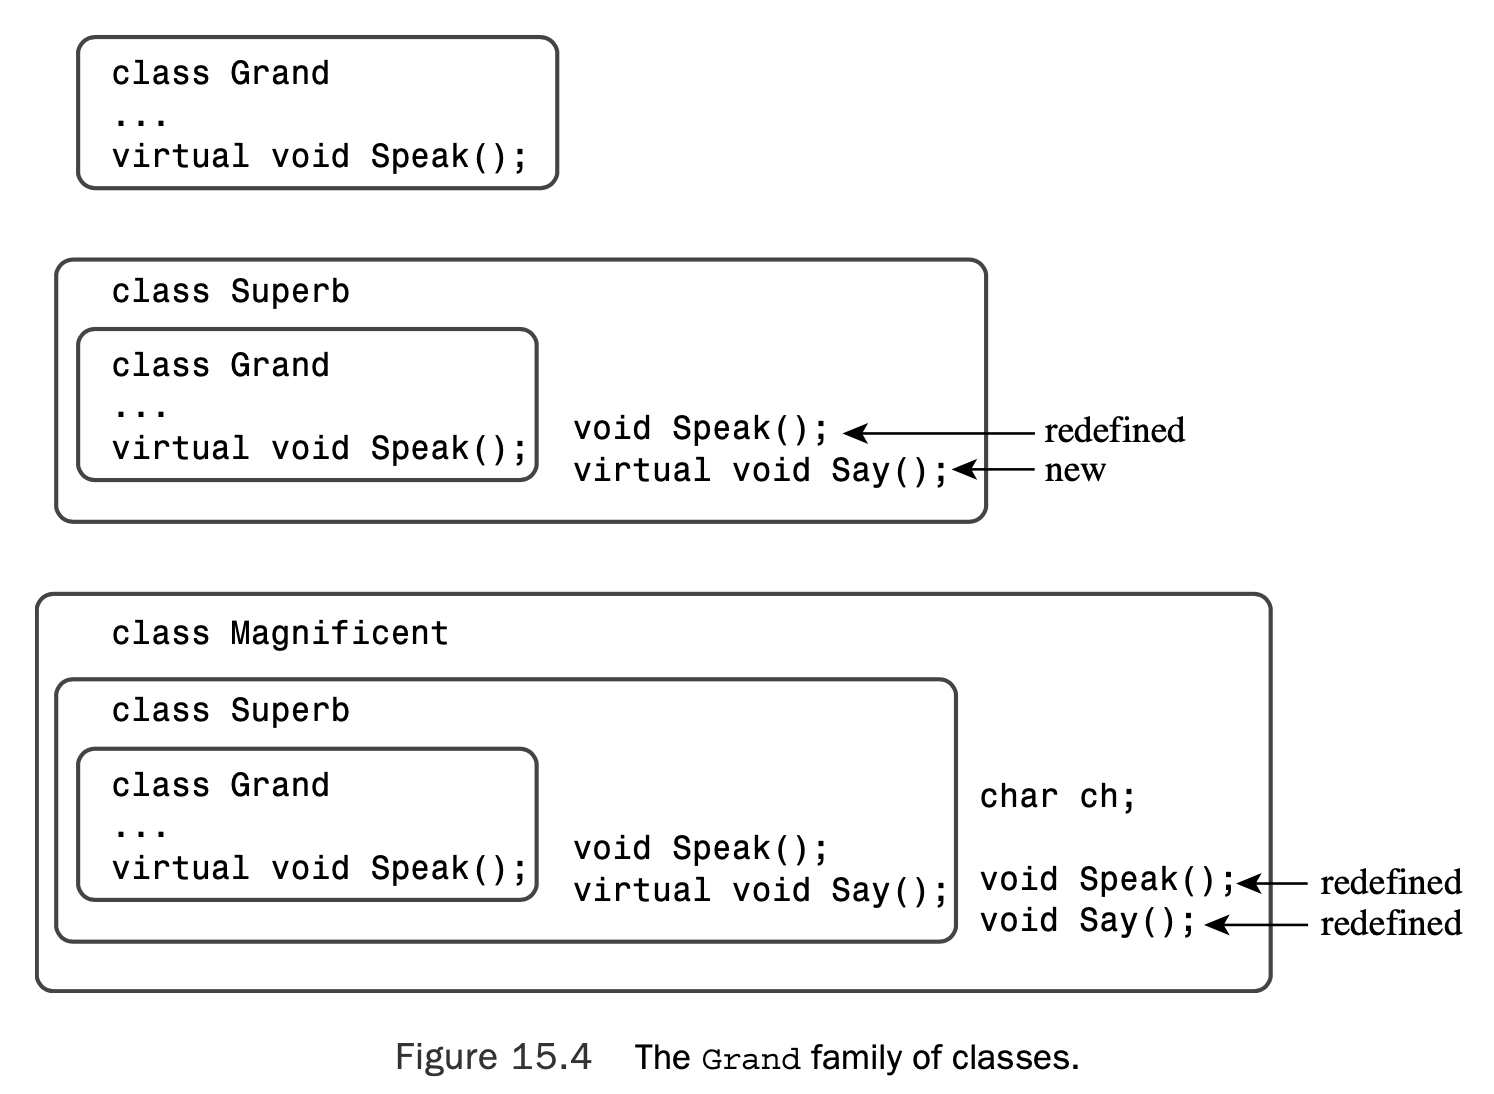 class Grand
...
virtual void Speak();
class Superb
class Grand
...
virtual void Speak();
void Speak();
redefined
virtual void Say();
new
class Magnificent
class Superb
class Grand
...
virtual void Speak();
void Speak();
virtual void Say();
char ch;
void Speak();
redefined
void Say();
redefined
Figure 15.4 The Grand family of classes.